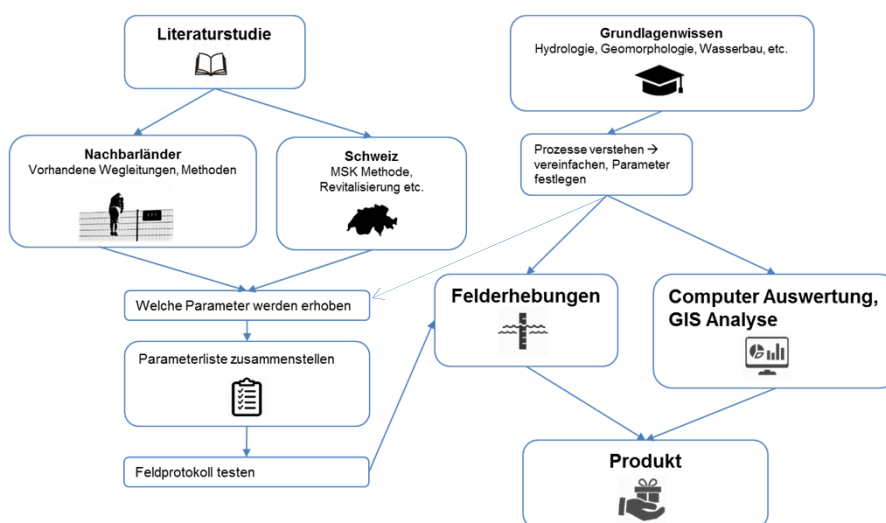 Literaturstudie
Grundlagenwissen
Hydrologie, Geomorphologie, Wasserbau, etc.
Nachbarländer
Vorhandene Wegleitungen, Methoden
Schweiz
MSK Methode,
Revitalisierung etc.
Prozesse verstehen →
vereinfachen, Parameter
festlegen
Welche Parameter werden erhoben
Parameterliste zusammenstellen
Feldprotokoll testen
Felderhebungen
Computer Auswertung,
GIS Analyse
Produkt